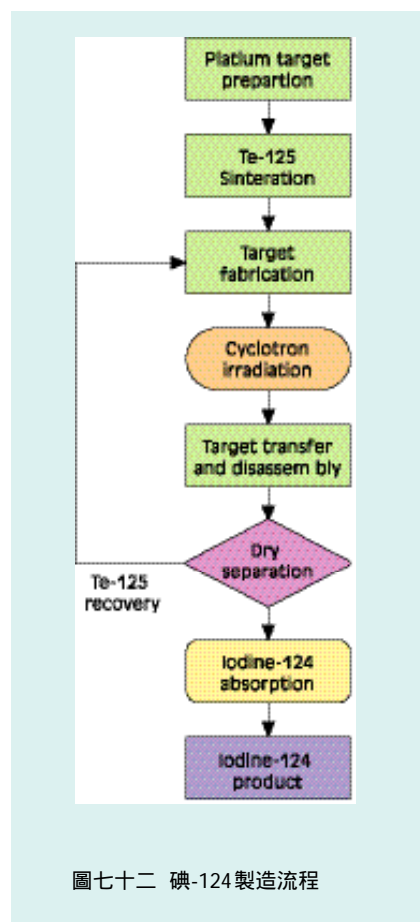 Platium target
prepartion
Te-125
Sinteration
Target
fabrication
Cyclotron
irradiation
Target transfer
and disassem bly
Dry
separation
Te-125
recovery
Iodine-124
absorption
Iodine-124
product
圖七十二 碘-124製造流程